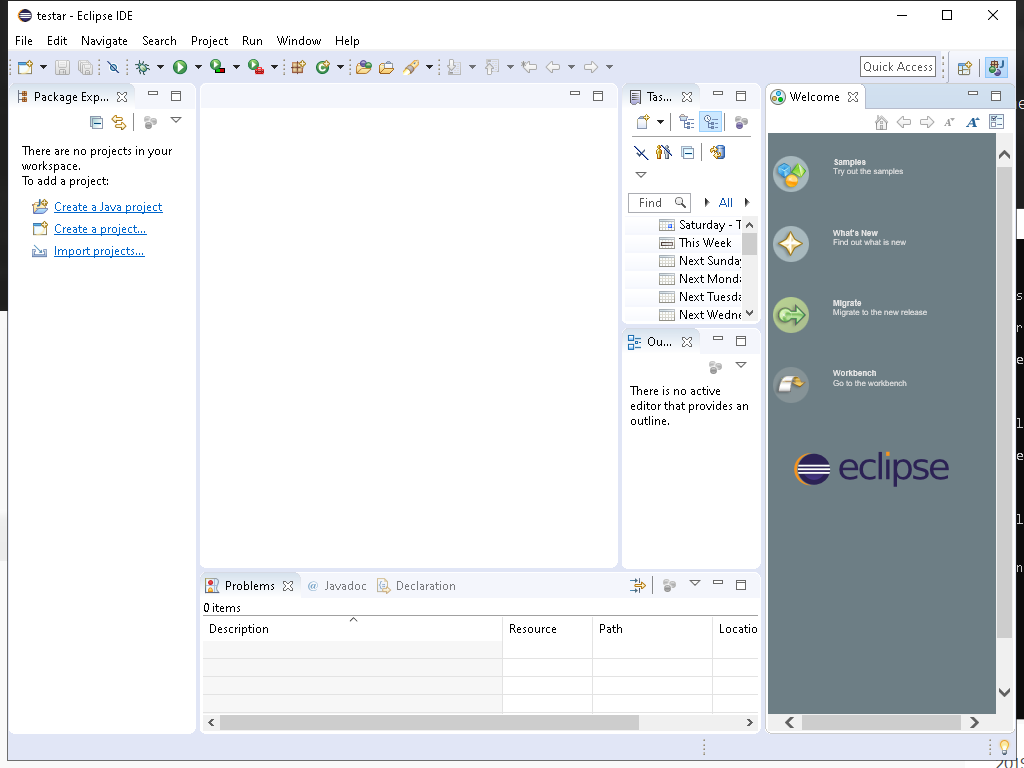 testar - Eclipse IDE
File Edit Navigate Search Project Run Window Help
Quick Access
Package Exp...
There are no projects in your
workspace.
To add a project:
Create a Java project
Create a project...
Import projects...
Tas...
Find
All
Saturday - T
This Week
Next Sunday
Next Monda
Next Tuesda
Next Wedne
Ou...
There is no active
editor that provides an
outline.
Welcome
Samples
Try out the samples
What's New
Find out what is new
Migrate
Migrate to the new release
Workbench
Go to the workbench
eclipse
Problems @ Javadoc Declaration
0 items
Description Resource Path Locatio